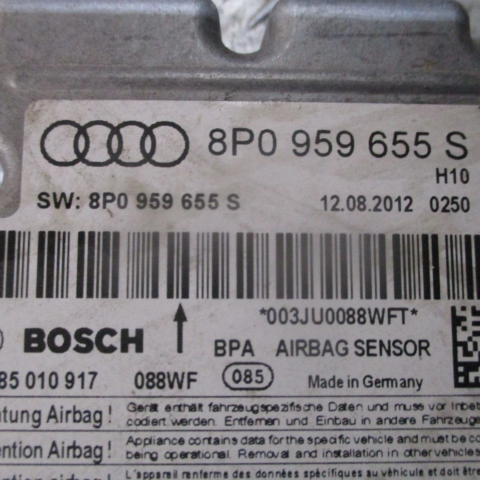 8P0 959 655 S
H10
SW: 8P0 959 655 S 12.08.2012 0250
*003JU0088WFT*
BOSCH BPA AIRBAG SENSOR
85 010 917 088WF 085 Made in Germany
Airbag! Gerät enthält fahrzeugspezifische Daten und muss vor
codiert werden. Entfernen und Einbau in andere Fahrzeuge
Airbag! Appliance contains data for the specific vehicle and must be
being operational. Removal and installation in other vehicles
L'appareil renferme des données spécifiques au véhicule et doit